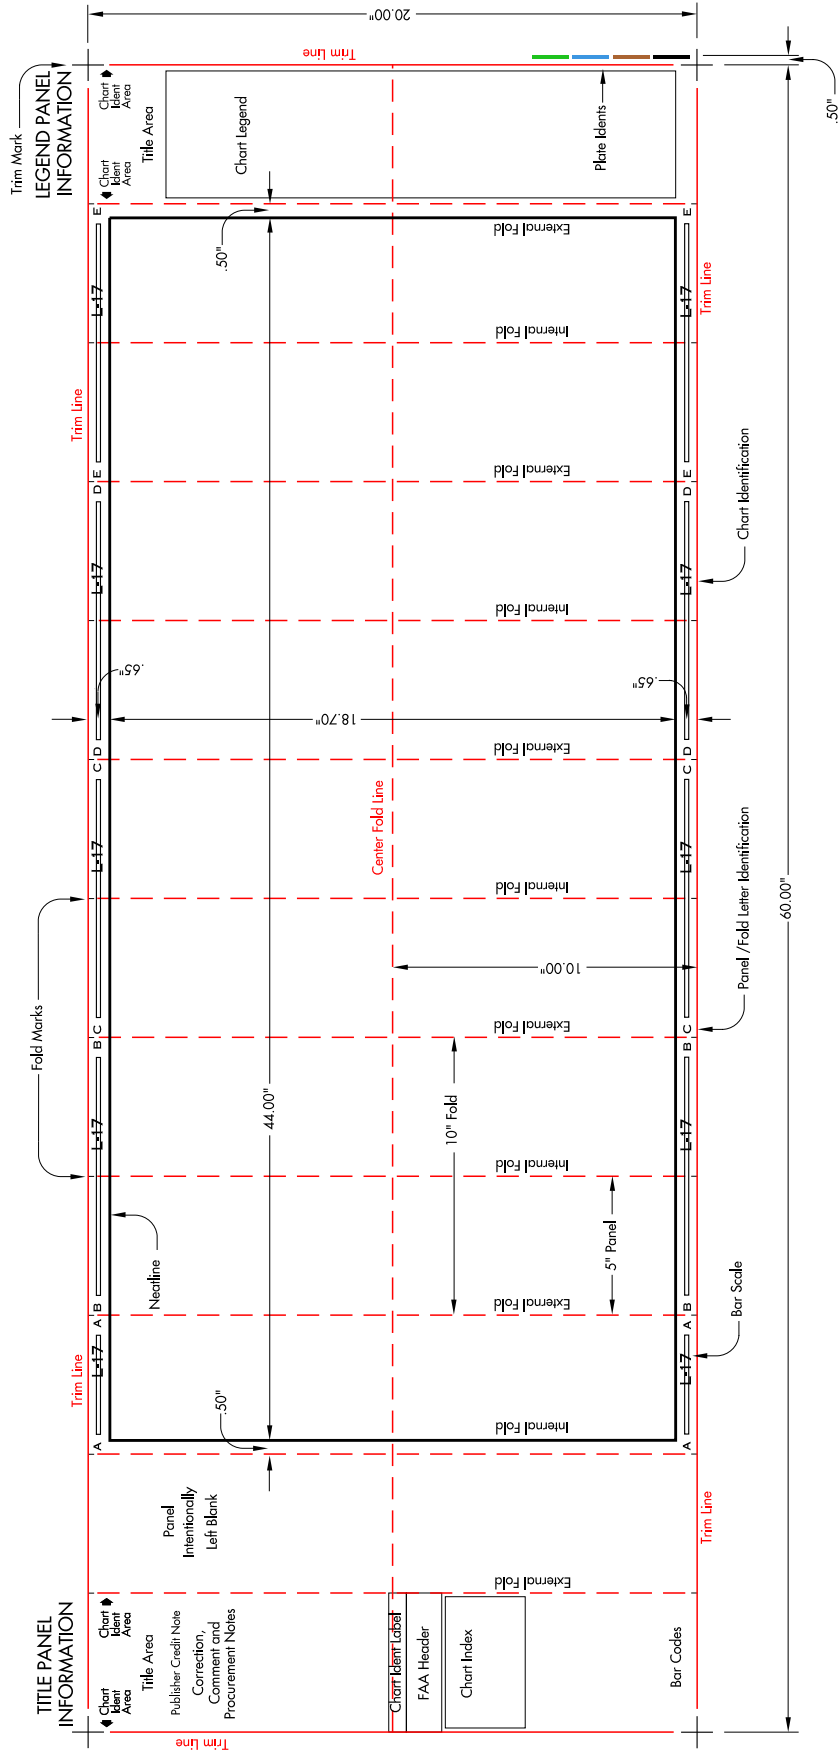 TITLE PANEL
INFORMATION
Chart
Ident
Area
Chart
Ident
Area
Title Area
Publisher Credit Note
Correction,
Comment and
Procurement Notes
Chart Ident Label
FAA Header
Chart Index
Bar Codes
Trim Line
External Fold
Panel
Intentionally
Left Blank
Trim Line
Trim Line
.50"
A
L-17
A
B
L-17
B
C
L-17
C
D
L-17
D
E
L-17
E
Neatline
Fold Marks
44.00"
18.70"
.65"
.65"
Center Fold Line
10.00"
10" Fold
5" Panel
Internal Fold
External Fold
Internal Fold
External Fold
Internal Fold
External Fold
Internal Fold
External Fold
Internal Fold
External Fold
A
L-17
A
B
L-17
B
C
L-17
C
D
L-17
D
E
L-17
E
Bar Scale
Panel / Fold Letter Identification
Chart Identification
60.00"
Trim Line
Trim Line
.50"
Trim Mark
LEGEND PANEL
INFORMATION
Chart
Ident
Area
Chart
Ident
Area
Title Area
Chart Legend
Plate Idents
Trim Line
20.00"
.50"